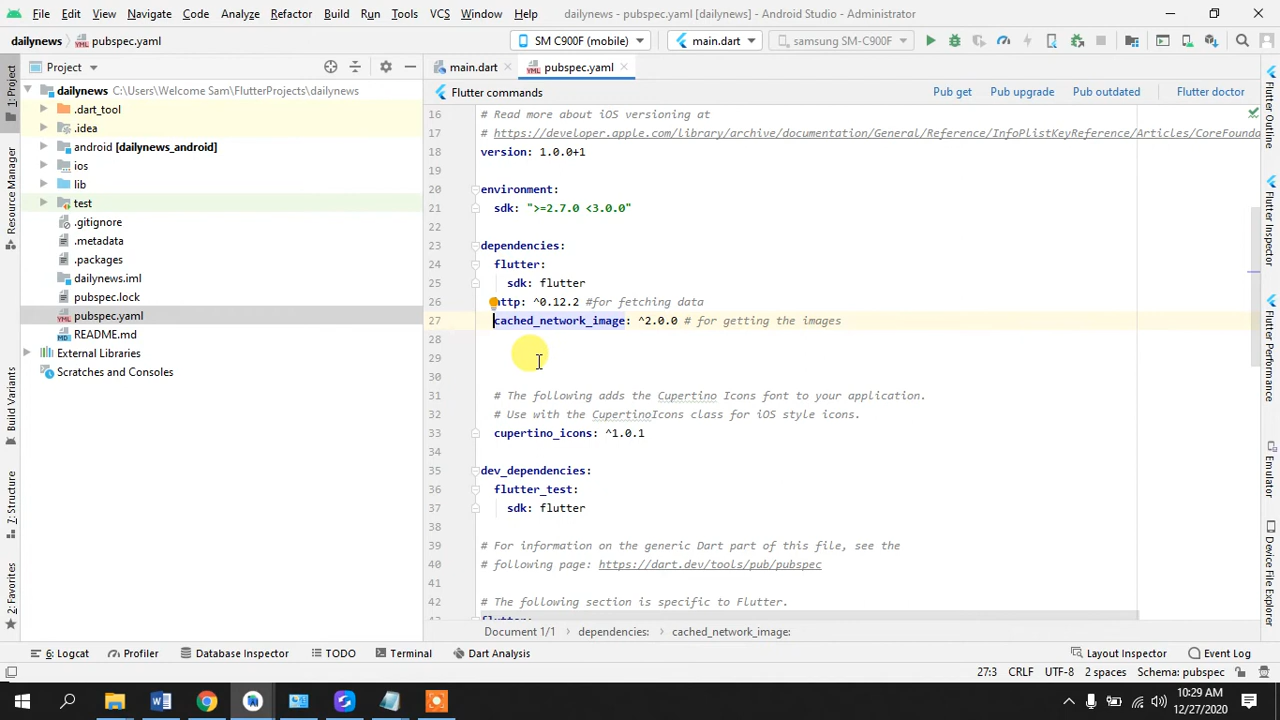 File Edit View Navigate Code Analyze Refactor Build Run Tools VCS Window Help dailynews - pubspec.yaml [dailynews] - Android Studio - Administrator
dailynews pubspec.yaml SM C900F (mobile) main.dart samsung SM-C900F
Project main.dart pubspec.yaml
dailynews C:\Users\Welcome Sam\FlutterProjects\dailynews
.dart_tool
.idea
android [dailynews_android]
ios
lib
test
.gitignore
.metadata
.packages
dailynews.iml
pubspec.lock
pubspec.yaml
README.md
External Libraries
Scratches and Consoles
1: Project
Resource Manager
Build Variants
7: Structure
2: Favorites
Flutter commands Pub get Pub upgrade Pub outdated Flutter doctor
16 # Read more about iOS versioning at
17 # https://developer.apple.com/library/archive/documentation/General/Reference/InfoPlistKeyReference/Articles/CoreFounda
18 version: 1.0.0+1
19
20 environment:
21 sdk: ">=2.7.0 <3.0.0"
22
23 dependencies:
24 flutter:
25 sdk: flutter
26 http: ^0.12.2 #for fetching data
27 cached_network_image: ^2.0.0 # for getting the images
28
29
30
31 # The following adds the Cupertino Icons font to your application.
32 # Use with the CupertinoIcons class for iOS style icons.
33 cupertino_icons: ^1.0.1
34
35 dev_dependencies:
36 flutter_test:
37 sdk: flutter
38
39 # For information on the generic Dart part of this file, see the
40 # following page: https://dart.dev/tools/pub/pubspec
41
42 # The following section is specific to Flutter.
Document 1/1 dependencies: cached_network_image:
Flutter Outline
Flutter Inspector
Flutter Performance
Emulator
Device File Explorer
6: Logcat Profiler Database Inspector TODO Terminal Dart Analysis Layout Inspector Event Log
27:3 CRLF UTF-8 2 spaces Schema: pubspec
10:29 AM
12/27/2020